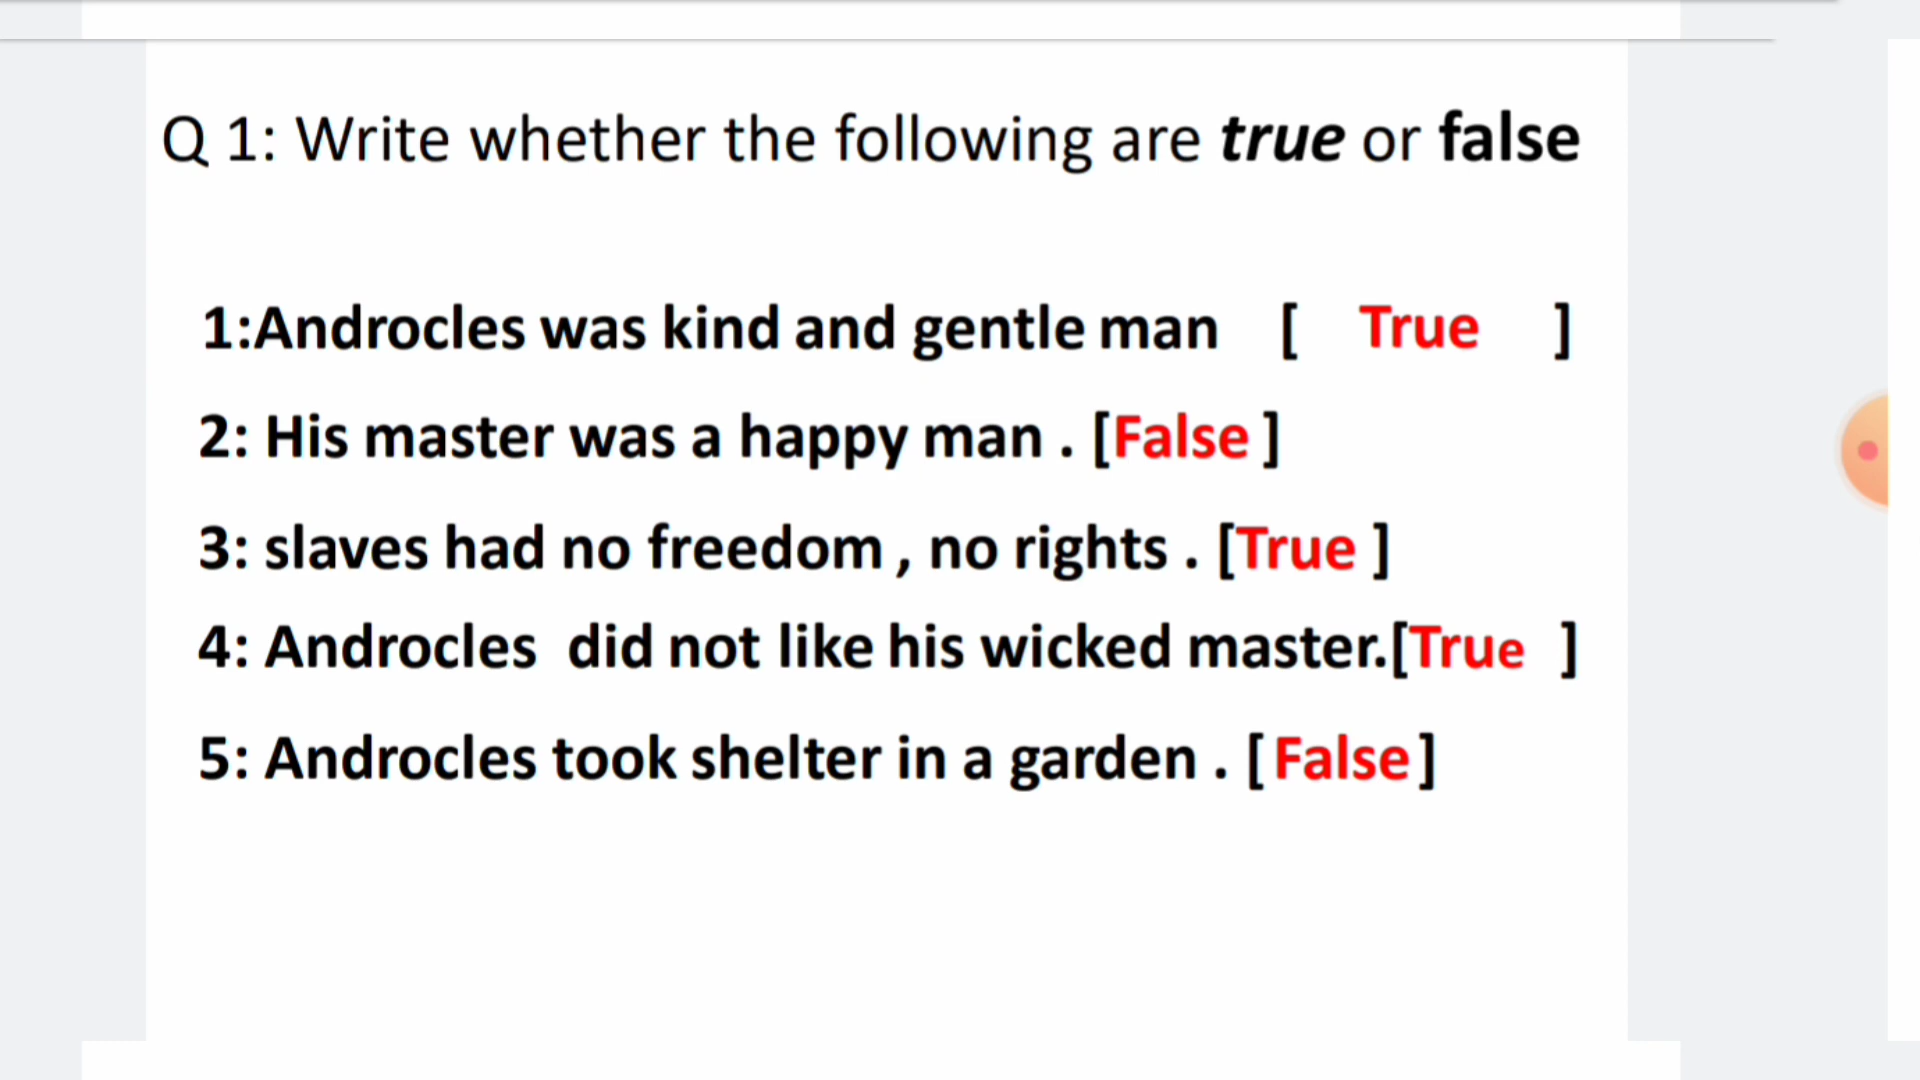 Q 1: Write whether the following are true or false
1:Androcles was kind and gentle man [ True ]
2: His master was a happy man . [False ]
3: slaves had no freedom , no rights . [True ]
4: Androcles did not like his wicked master.[True ]
5: Androcles took shelter in a garden . [ False]